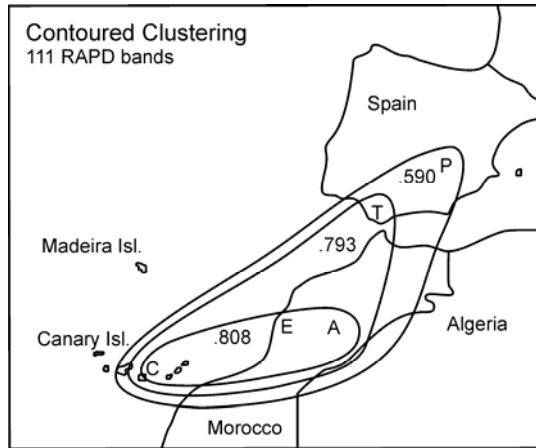 Contoured Clustering
111 RAPD bands
Spain
P
.590
T
.793
Madeira Isl.
Canary Isl.
E
A
Algeria
.808
C
Morocco